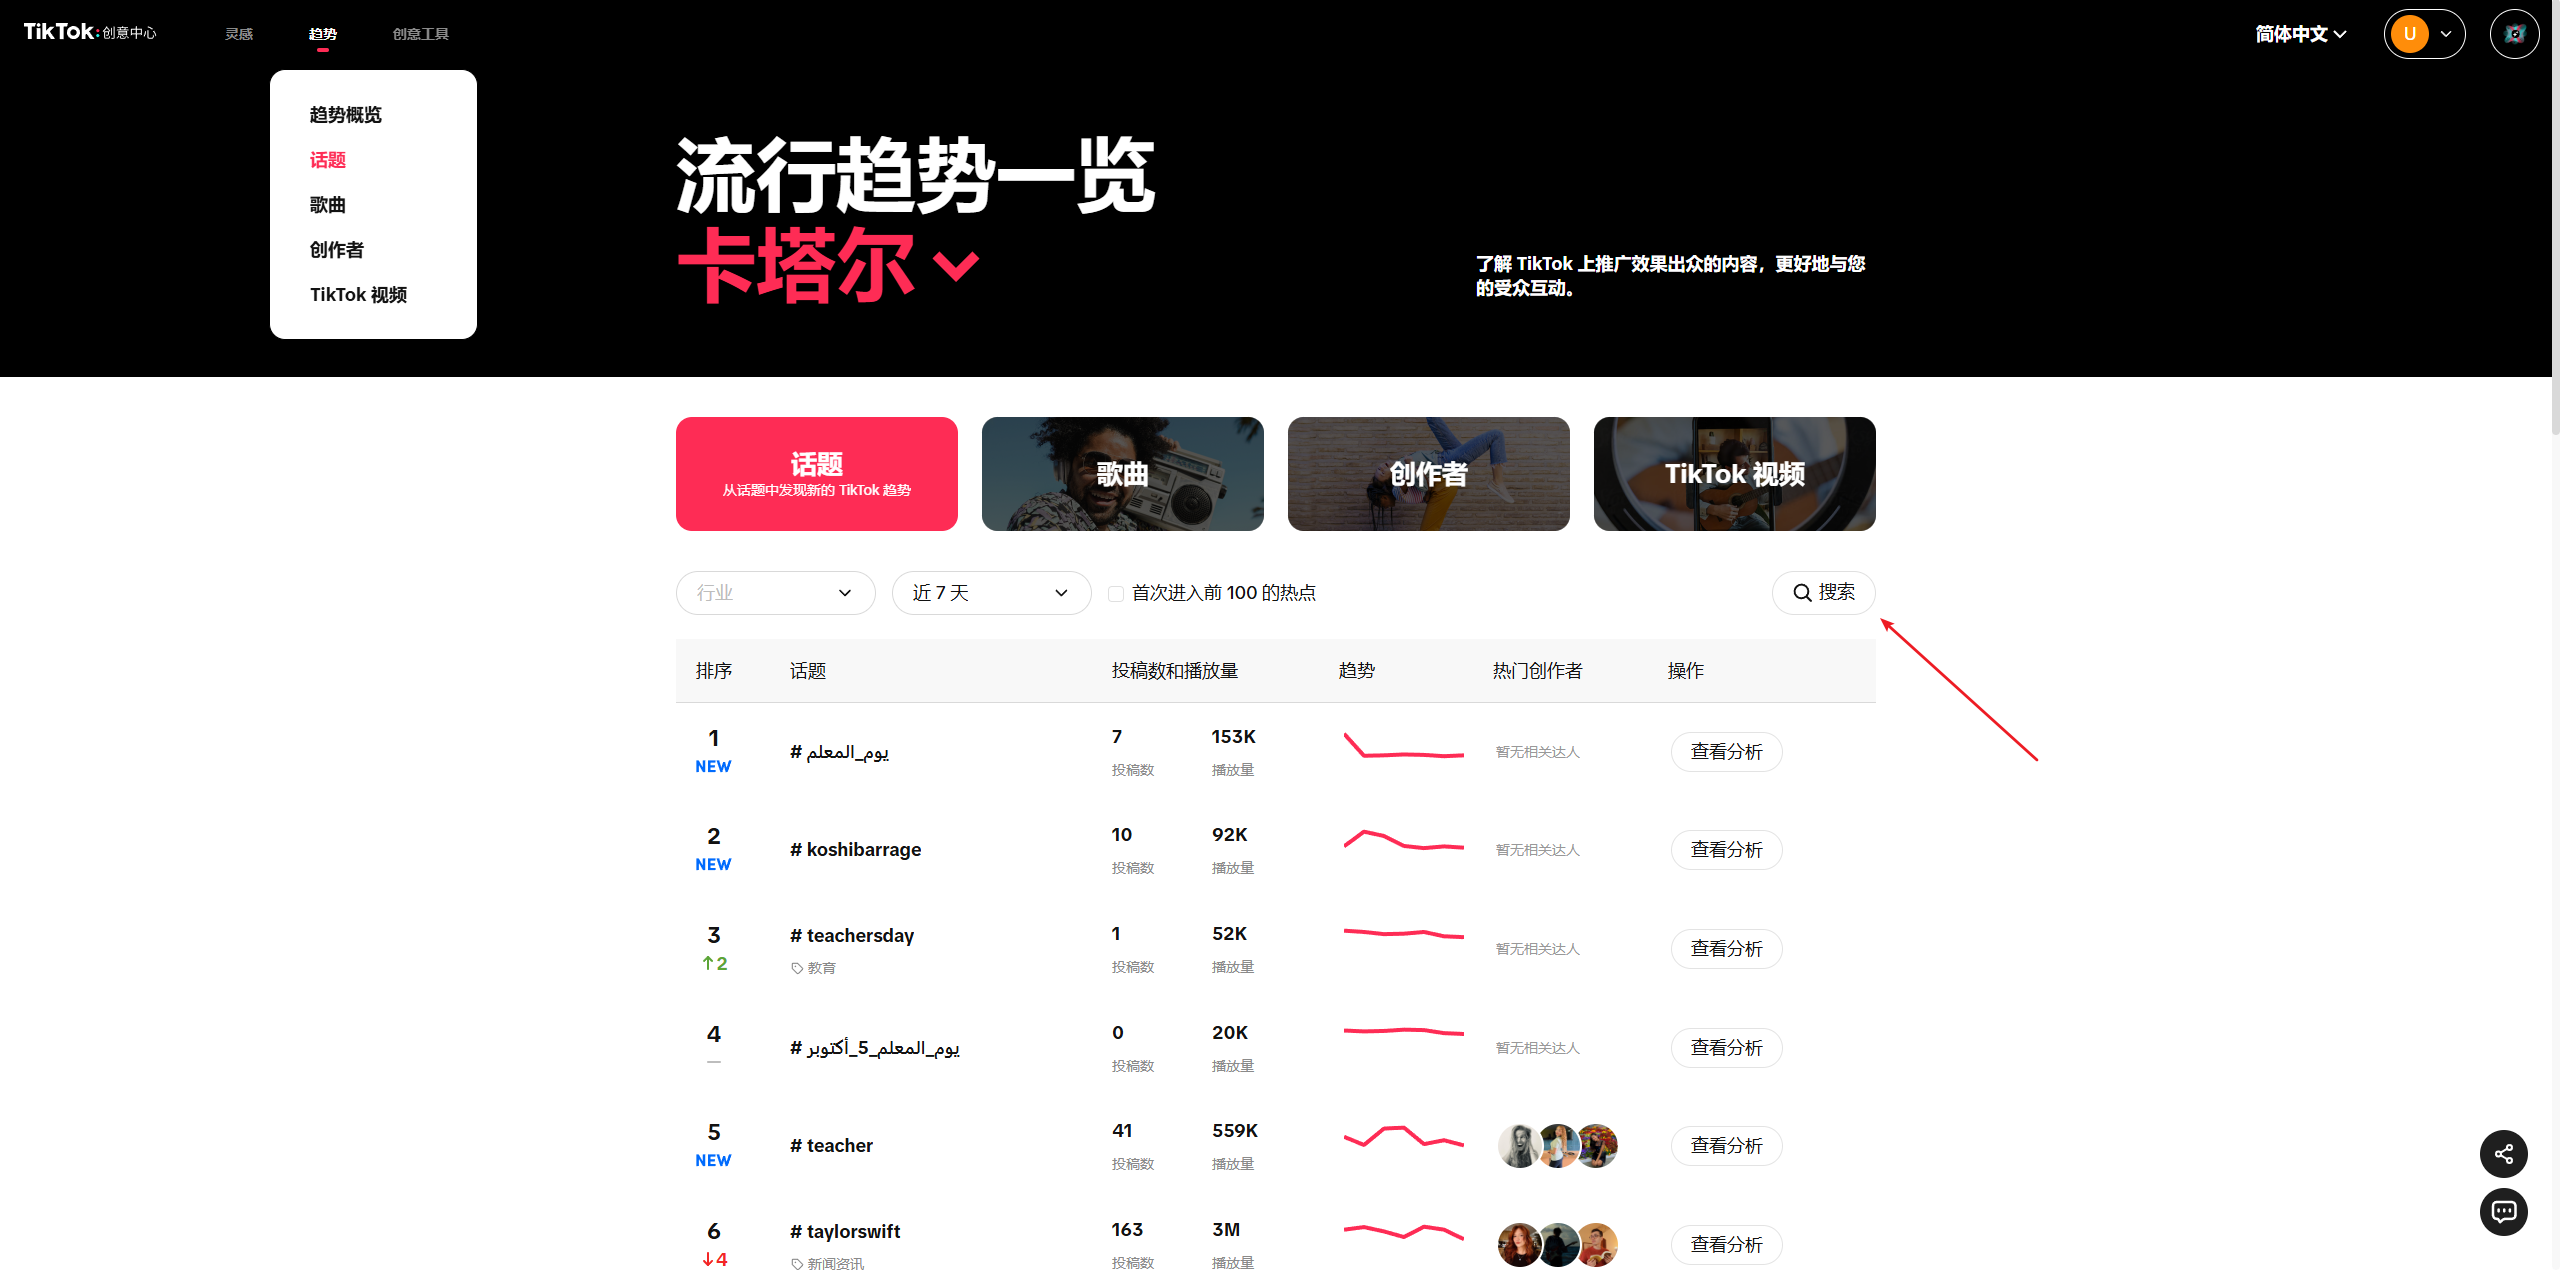 TikTok:创意中心
灵感
趋势
创意工具
简体中文
U
趋势概览
话题
歌曲
创作者
TikTok 视频
流行趋势一览
卡塔尔
了解 TikTok 上推广效果出众的内容，更好地与您
的受众互动。
话题
从话题中发现新的 TikTok 趋势
歌曲
创作者
TikTok 视频
行业
近 7 天
首次进入前 100 的热点
搜索
排序 话题 投稿数和播放量 趋势 热门创作者 操作
1
NEW
# يوم_المعلم
7 153K
投稿数 播放量
暂无相关达人
查看分析
2
NEW
# koshibarrage
10 92K
投稿数 播放量
暂无相关达人
查看分析
3
↑2
# teachersday
教育
1 52K
投稿数 播放量
暂无相关达人
查看分析
4
—
# يوم_المعلم_5_أكتوبر
0 20K
投稿数 播放量
暂无相关达人
查看分析
5
NEW
# teacher
41 559K
投稿数 播放量
查看分析
6
↓4
# taylorswift
新闻资讯
163 3M
投稿数 播放量
查看分析